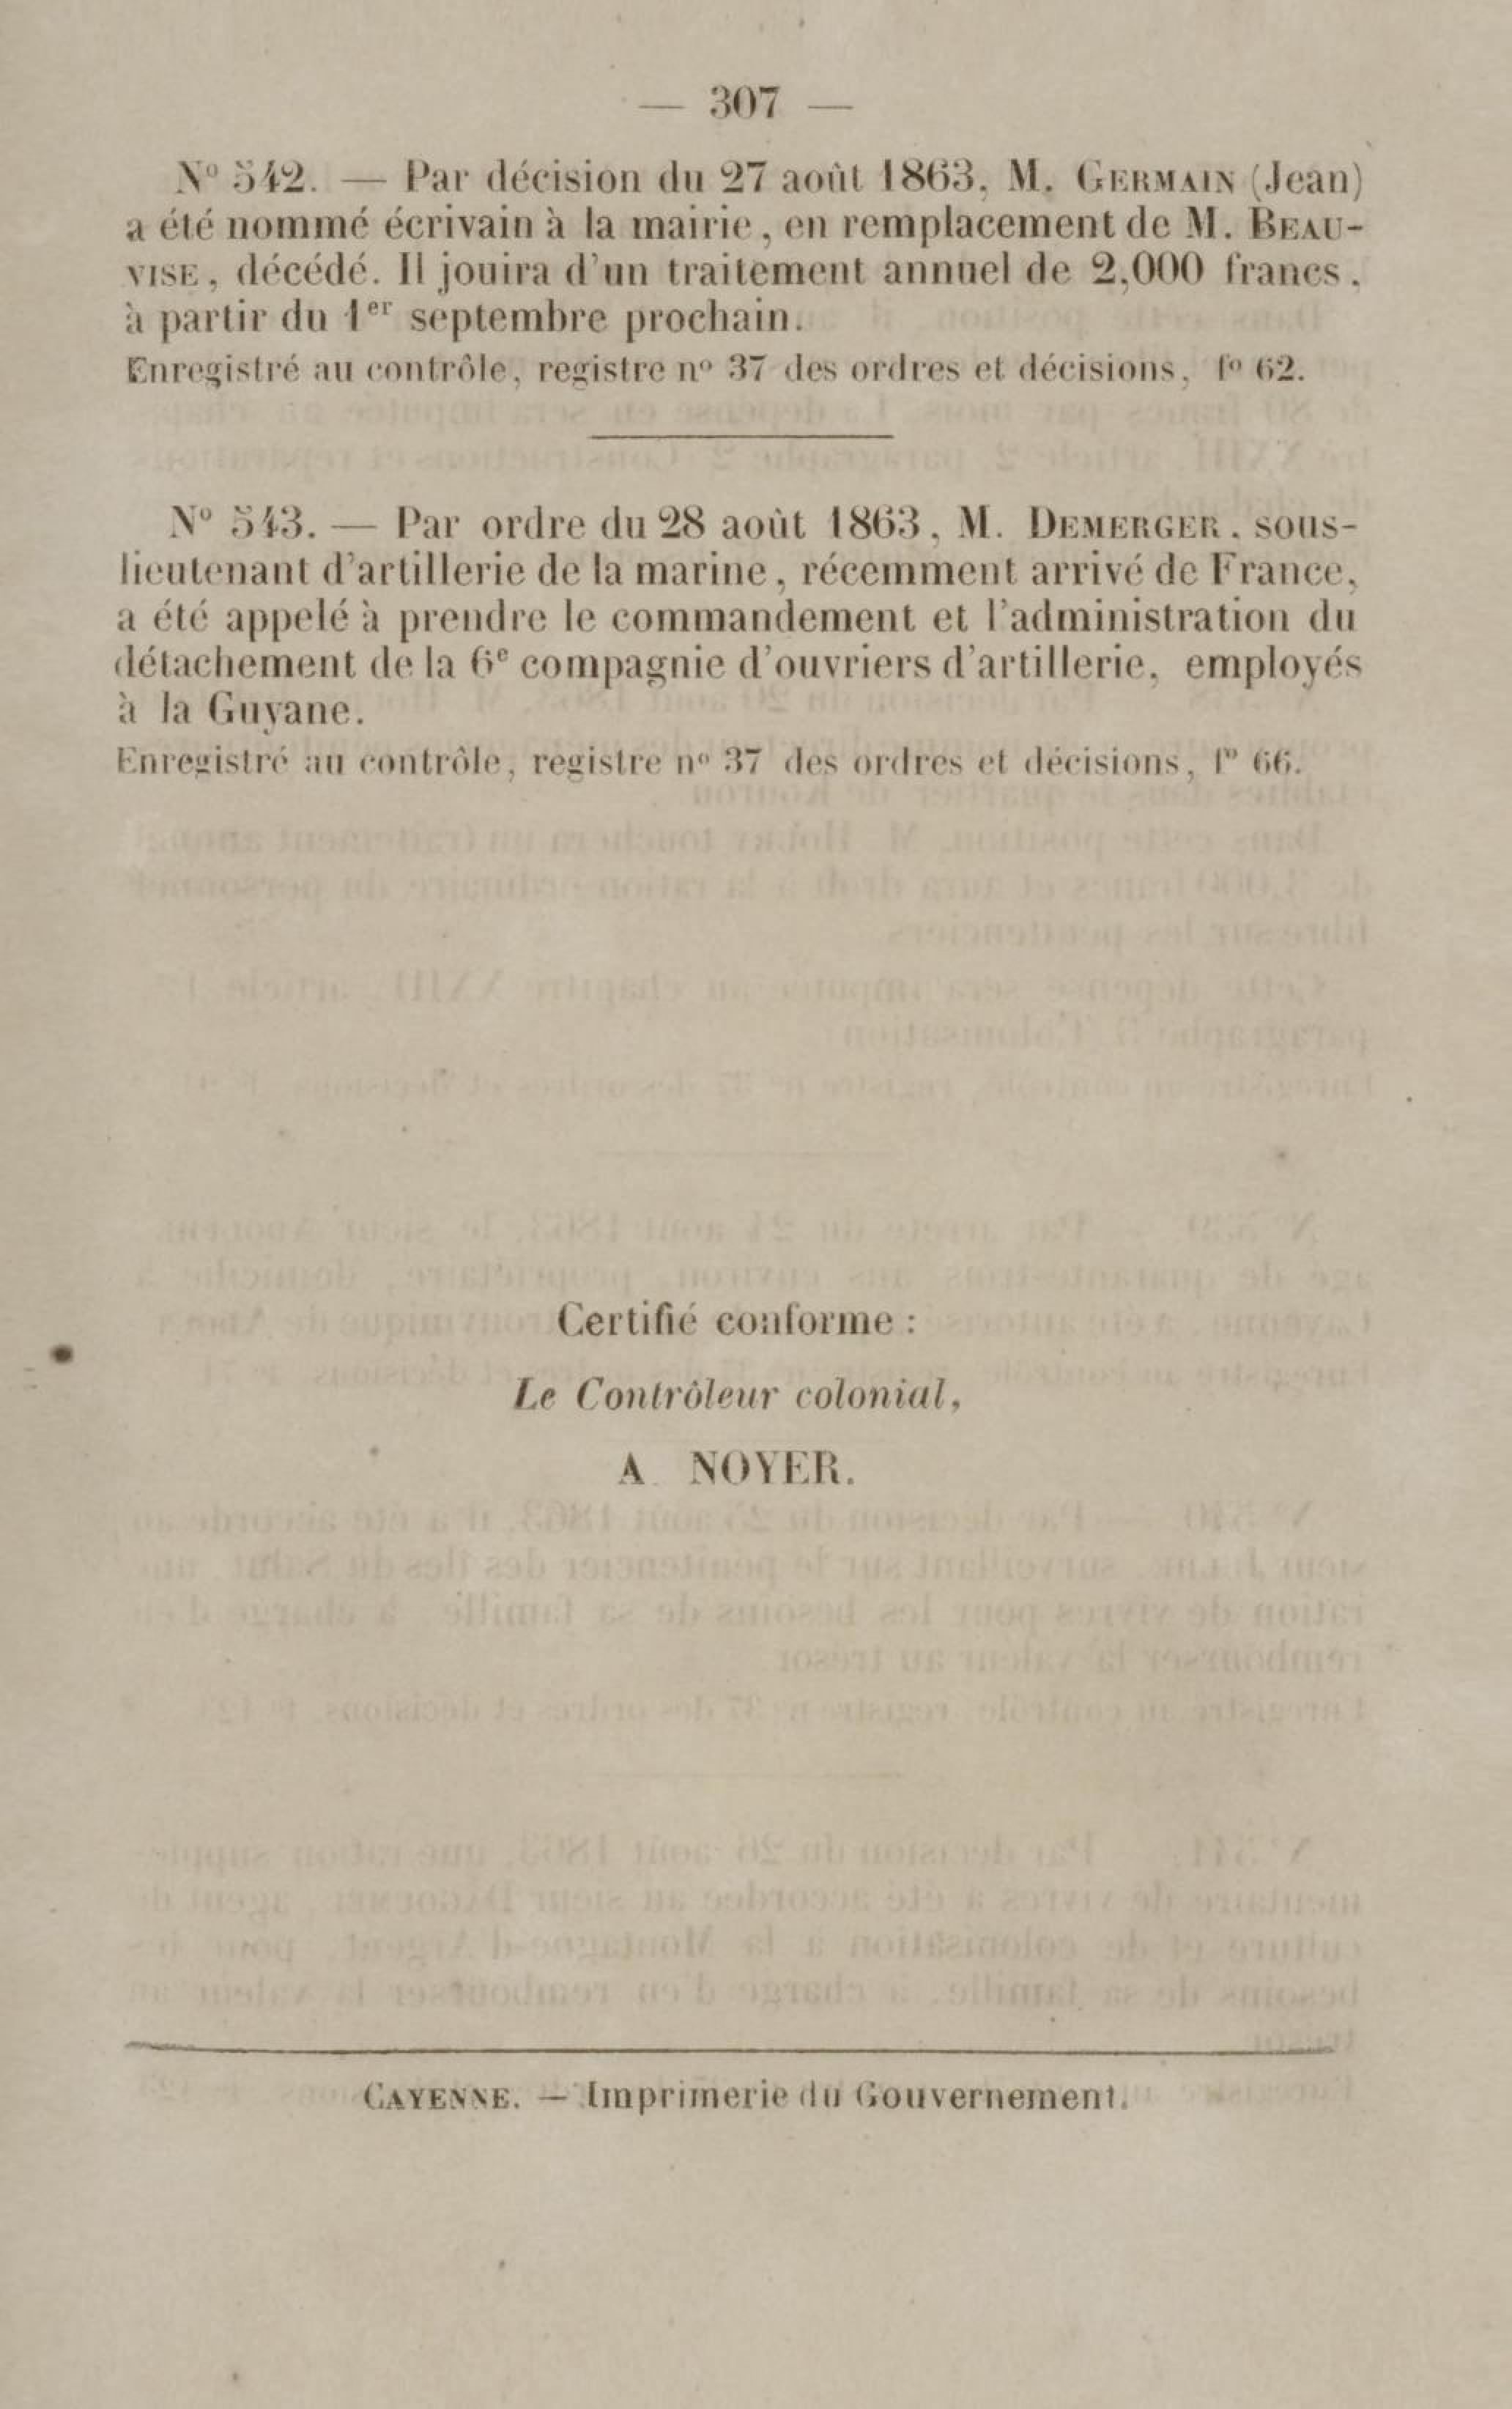 — 307 —
N° 542. — Par décision du 27 août 1863, M. GERMAIN (Jean)
a été nommé écrivain à la mairie, en remplacement de M. BEAU-
VISE, décédé. Il jouira d'un traitement annuel de 2,000 francs,
à partir du 1er septembre prochain.
Enregistré au contrôle, registre n° 37 des ordres et décisions, f° 62.
N° 543. — Par ordre du 28 août 1863, M. DEMERGER, sous-
lieutenant d'artillerie de la marine, récemment arrivé de France,
a été appelé à prendre le commandement et l'administration du
détachement de la 6e compagnie d'ouvriers d'artillerie, employés
à la Guyane.
Enregistré au contrôle, registre n° 37 des ordres et décisions, f° 66.
Certifié conforme :
Le Contrôleur colonial,
A. NOYER.
CAYENNE. — Imprimerie du Gouvernement.